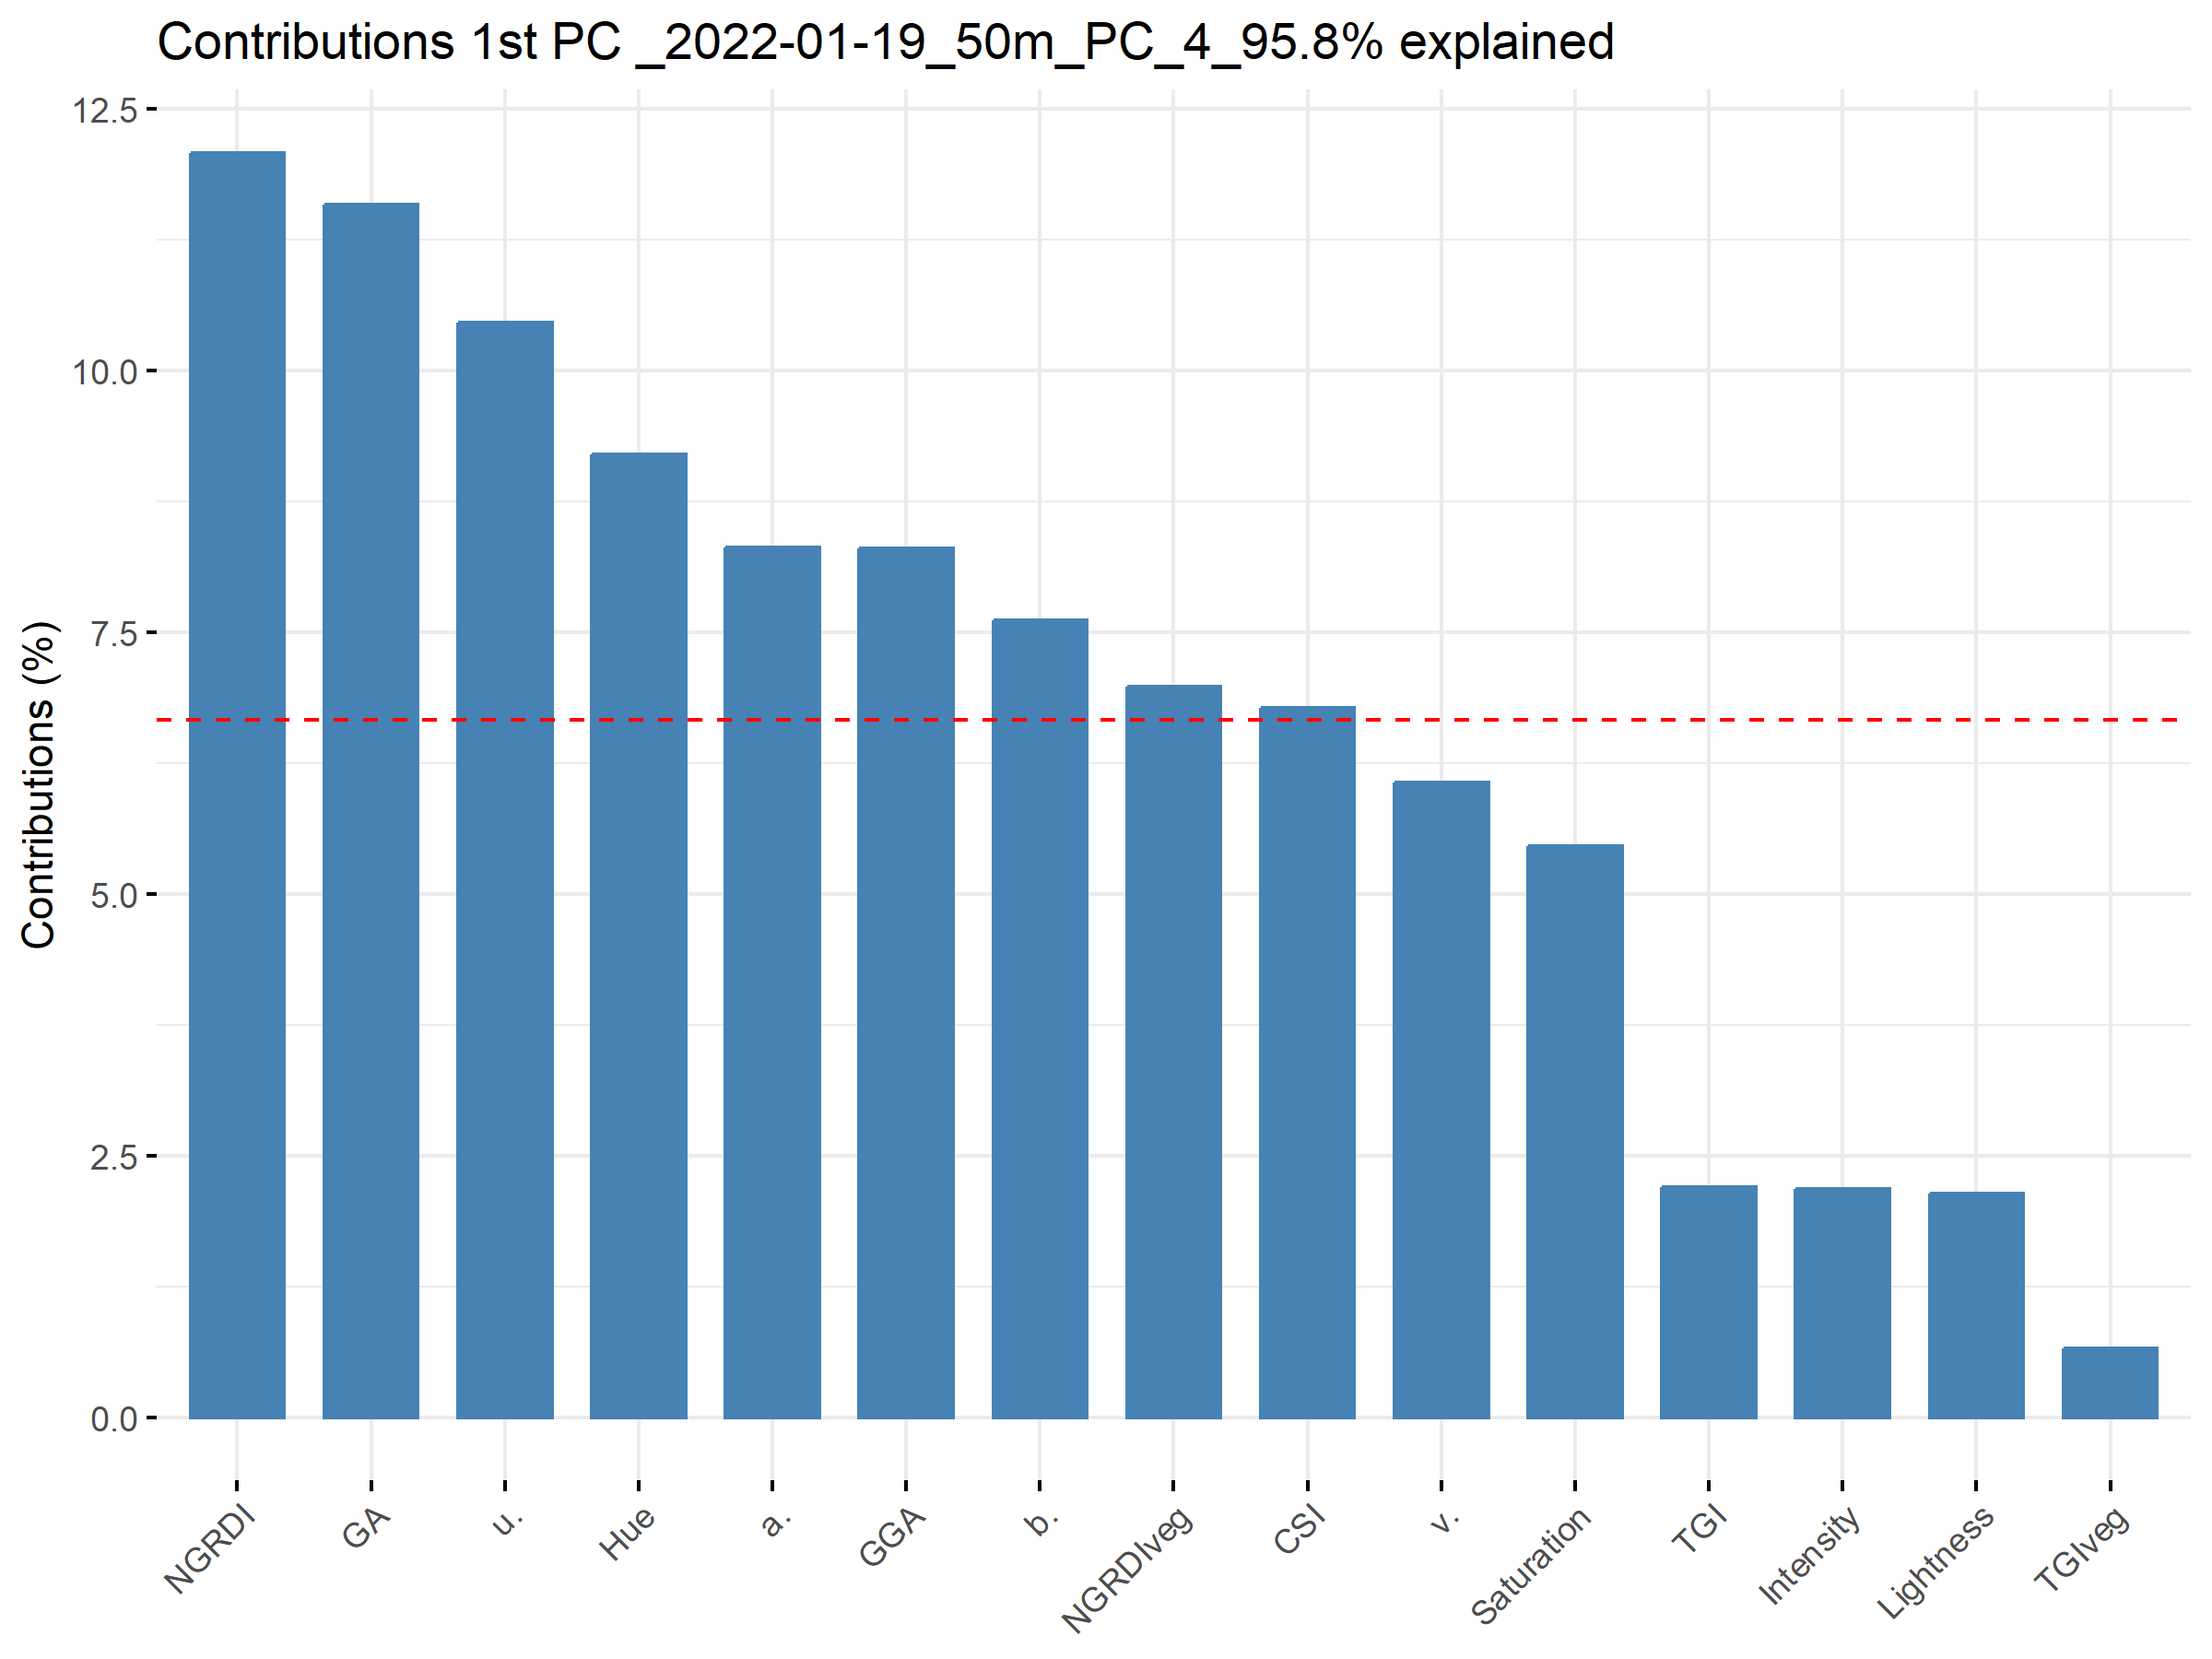 Contributions 1st PC _2022-01-19_50m_PC_4_95.8% explained
Contributions (%)
12.5
10.0
7.5
5.0
2.5
0.0
NGRDI
GA
u.
Hue
a.
GGA
b.
NGRDIveg
CSI
v.
Saturation
TGI
Intensity
Lightness
TGIveg